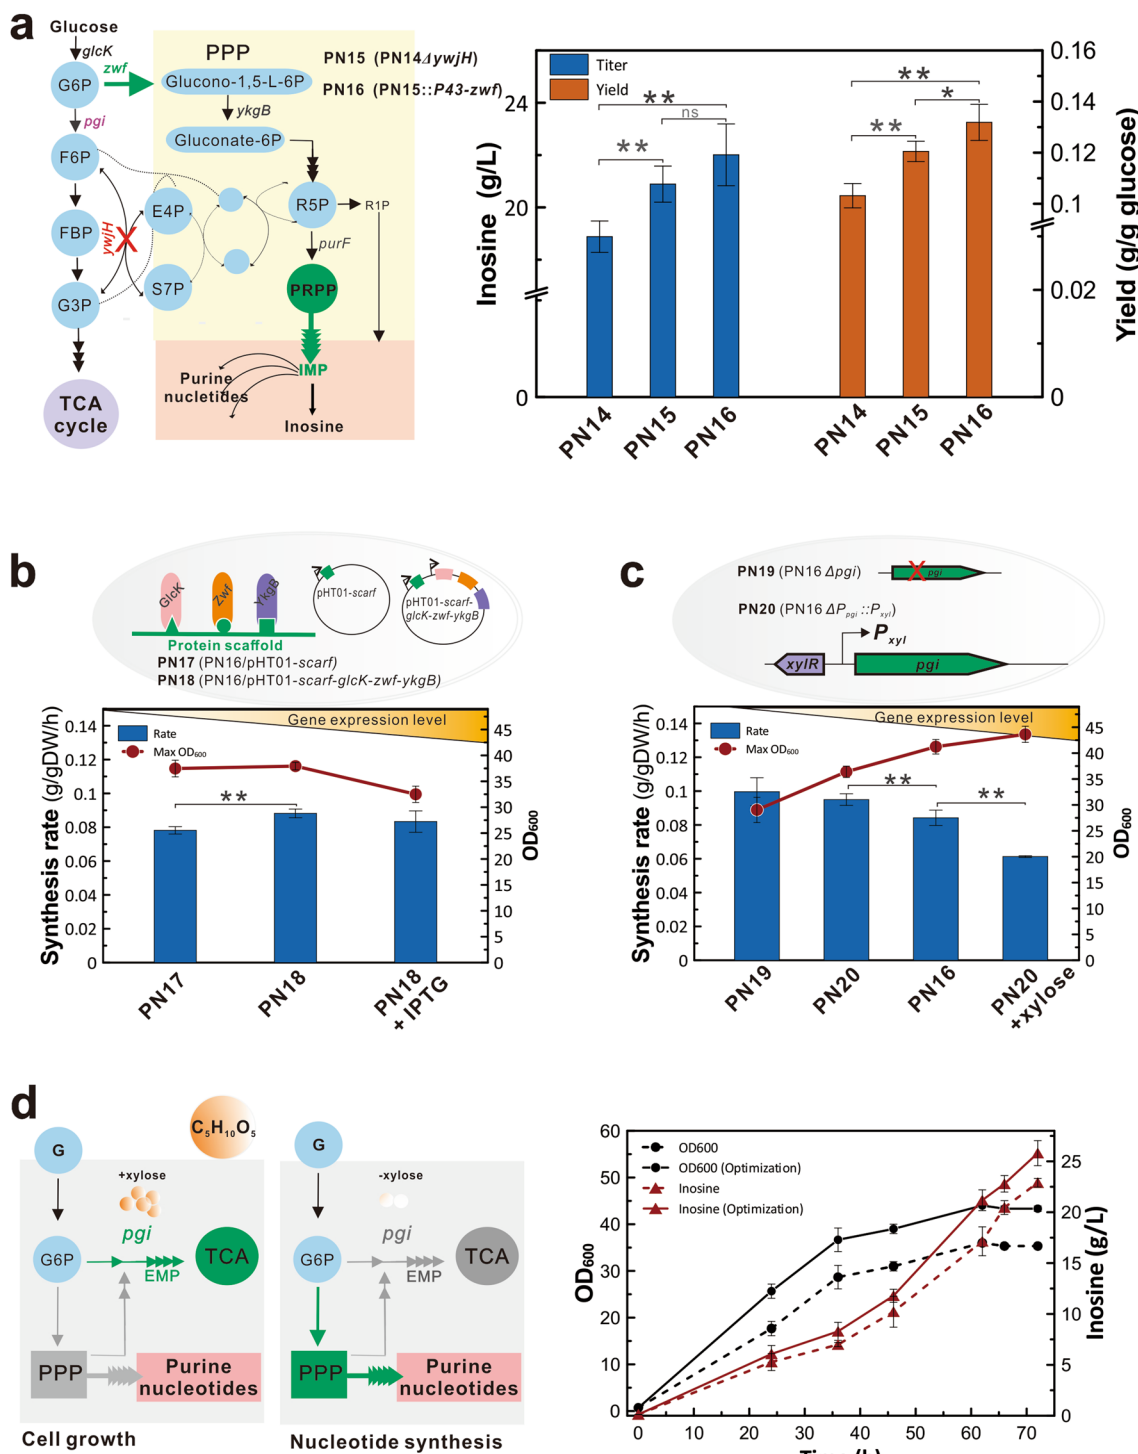 a
Glucose
glcK
zwf
G6P
pgi
F6P
FBP
ywjH
G3P
TCA
cycle
PPP
Glucono-1,5-L-6P
ykgB
Gluconate-6P
E4P
S7P
R5P
R1P
purF
PRPP
IMP
Purine
nucletides
Inosine
PN15 (PN14ΔywjH)
PN16 (PN15::P43-zwf)
Titer
Yield
Inosine (g/L)
24
20
0
**
ns
**
**
*
**
0.16
0.14
0.12
0.1
0.02
0
Yield (g/g glucose)
PN14
PN15
PN16
PN14
PN15
PN16
b
GlcK
Zwf
YkgB
Protein scaffold
pHT01-scarf
pHT01-scarf-
glcK-zwf-ykgB
PN17 (PN16/pHT01-scarf)
PN18 (PN16/pHT01-scarf-glcK-zwf-ykgB)
Gene expression level
Rate
Max OD600
**
Synthesis rate (g/gDW/h)
0.14
0.12
0.1
0.08
0.06
0.04
0.02
0
45
40
35
30
25
20
15
10
5
0
OD600
PN17
PN18
PN18
+IPTG
c
PN19 (PN16 Δpgi)
pgi
PN20 (PN16 ΔPpgi::Pxyl)
Pxyl
xylR
pgi
Gene expression level
Rate
Max OD600
**
**
Synthesis rate (g/gDW/h)
0.14
0.12
0.1
0.08
0.06
0.04
0.02
0
45
40
35
30
25
20
15
10
5
0
OD600
PN19
PN20
PN16
PN20
+xylose
d
C5H10O5
G
+xylose
pgi
G6P
EMP
TCA
PPP
Purine
nucleotides
Cell growth
G
-xylose
pgi
G6P
EMP
TCA
PPP
Purine
nucleotides
Nucleotide synthesis
OD600
OD600 (Optimization)
Inosine
Inosine (Optimization)
OD600
60
50
40
30
20
10
0
25
20
15
10
5
0
Inosine (g/L)
0 10 20 30 40 50 60 70
Time (h)